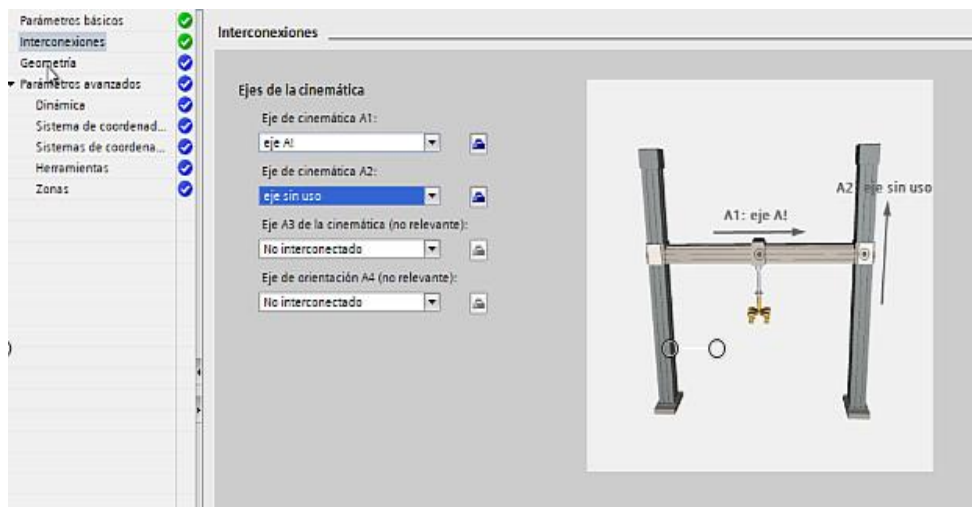 Parámetros básicos
Interconexiones
Geometría
Parámetros avanzados
Dinámica
Sistema de coordenad...
Sistemas de coordena...
Herramientas
Zonas
Interconexiones
Ejes de la cinemática
Eje de cinemática A1:
eje A!
Eje de cinemática A2:
eje sin uso
Eje A3 de la cinemática (no relevante):
No interconectado
Eje de orientación A4 (no relevante):
No interconectado
A2: eje sin uso
A1: eje A!